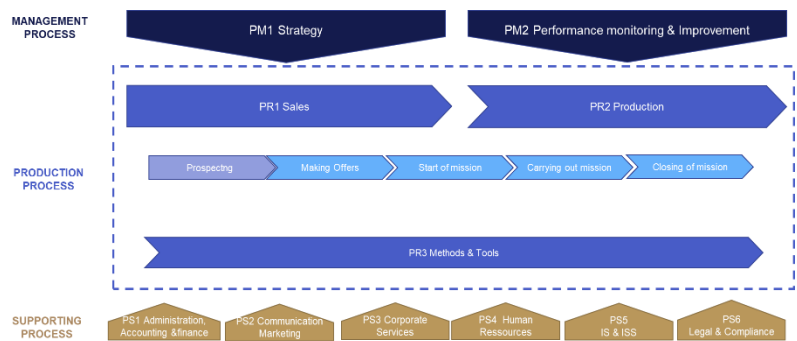 MANAGEMENT
PROCESS
PM1 Strategy
PM2 Performance monitoring & Improvement
PR1 Sales
PR2 Production
PRODUCTION
PROCESS
Prospectng
Making Offers
Start of mission
Carrying out mission
Closing of mission
PR3 Methods & Tools
SUPPORTING
PROCESS
PS1 Administration,
Accounting &finance
PS2 Communication
Marketing
PS3 Corporate
Services
PS4 Human
Ressources
PS5
IS & ISS
PS6
Legal & Compliance